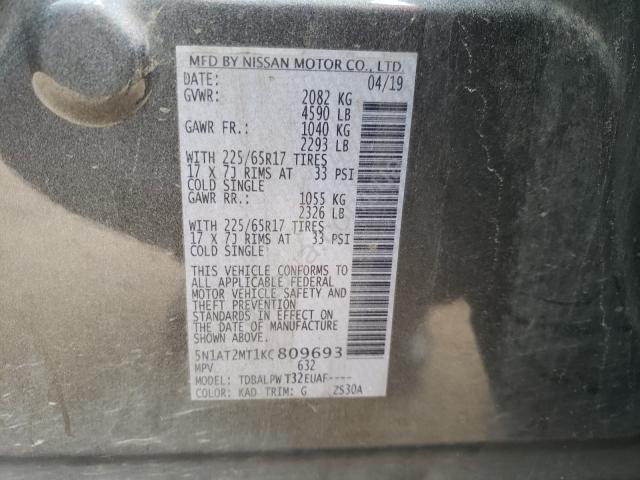 MFD BY NISSAN MOTOR CO., LTD
DATE: 04/19
GVWR: 2082 KG
4590 LB
GAWR FR: 1040 KG
2293 LB
WITH 225/65R17 TIRES
17 X 7J RIMS AT 33 PSI
COLD SINGLE
GAWR RR.: 1055 KG
2326 LB
WITH 225/65R17 TIRES
17 X 7J RIMS AT 33 PSI
COLD SINGLE
THIS VEHICLE CONFORMS TO
ALL APPLICABLE FEDERAL
MOTOR VEHICLE SAFETY AND
THEFT PREVENTION
STANDARDS IN EFFECT ON
THE DATE OF MANUFACTURE
SHOWN ABOVE.
5N1AT2MT1KC809693
MPV 632
MODEL: TDBALPW T32EUAF----
COLOR: KAD TRIM: G ZS30A